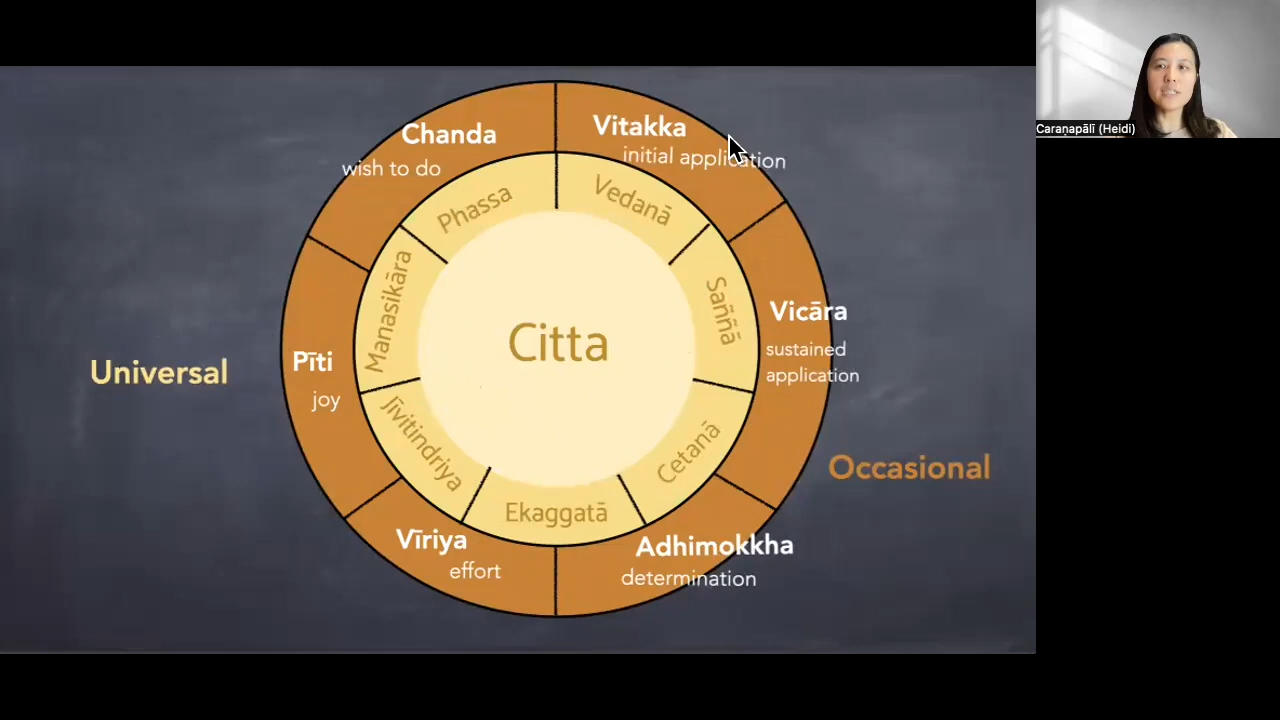 Caraṇapālī (Heidi)
Chanda
wish to do
Vitakka
initial application
Phassa
Vedanā
Manasikāra
Saññā
Vicāra
sustained
application
Citta
Universal
Pīti
joy
Jīvitindriya
Cetanā
Ekaggatā
Occasional
Vīriya
effort
Adhimokkha
determination